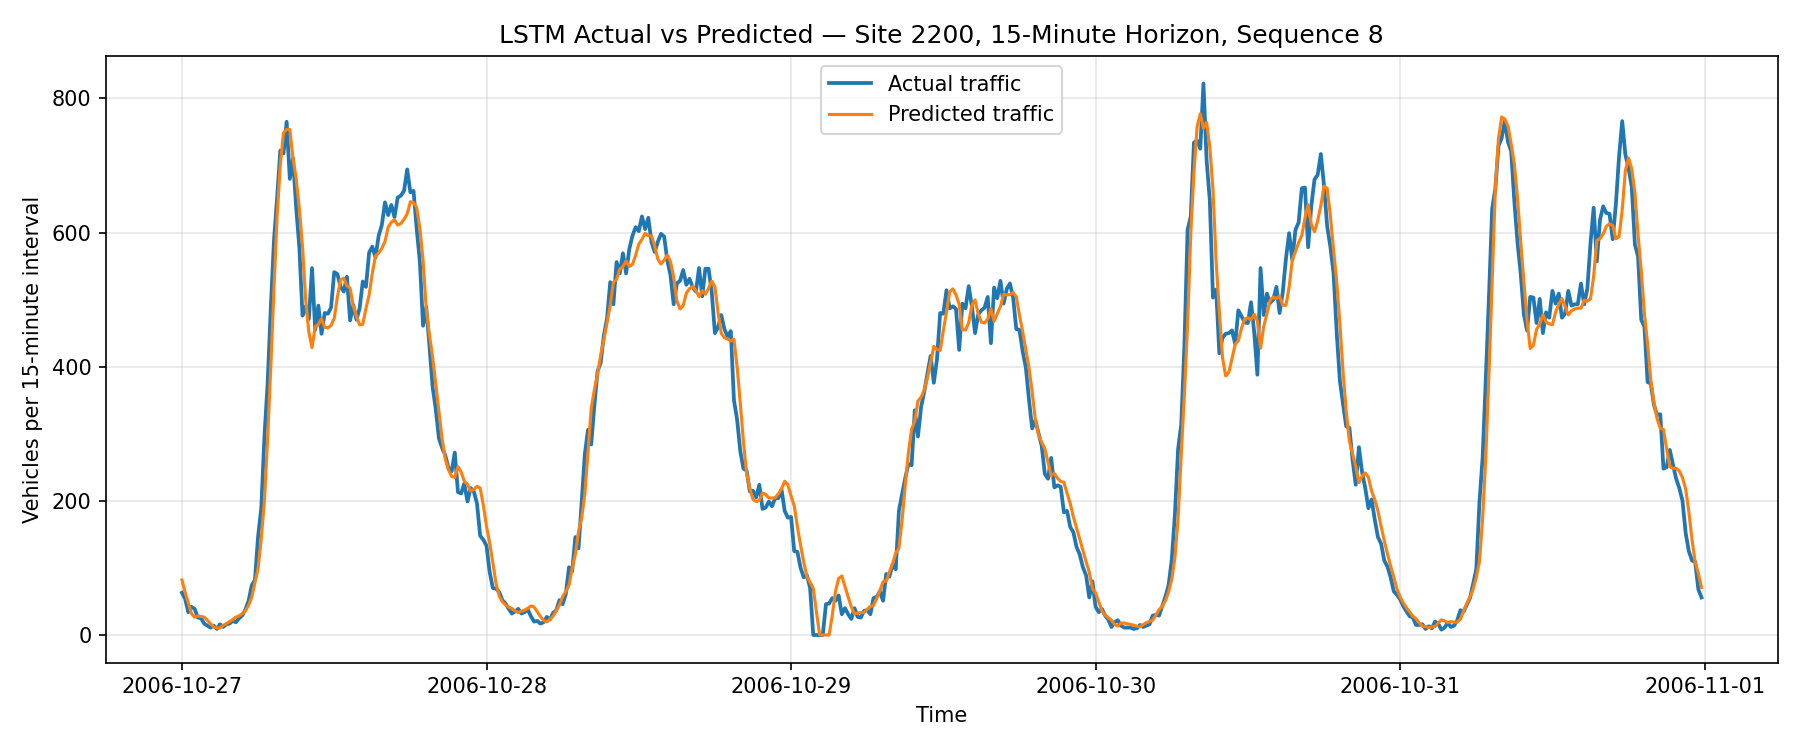 LSTM Actual vs Predicted — Site 2200, 15-Minute Horizon, Sequence 8
Actual traffic
Predicted traffic
Vehicles per 15-minute interval
800
600
400
200
0
2006-10-27
2006-10-28
2006-10-29
2006-10-30
2006-10-31
2006-11-01
Time